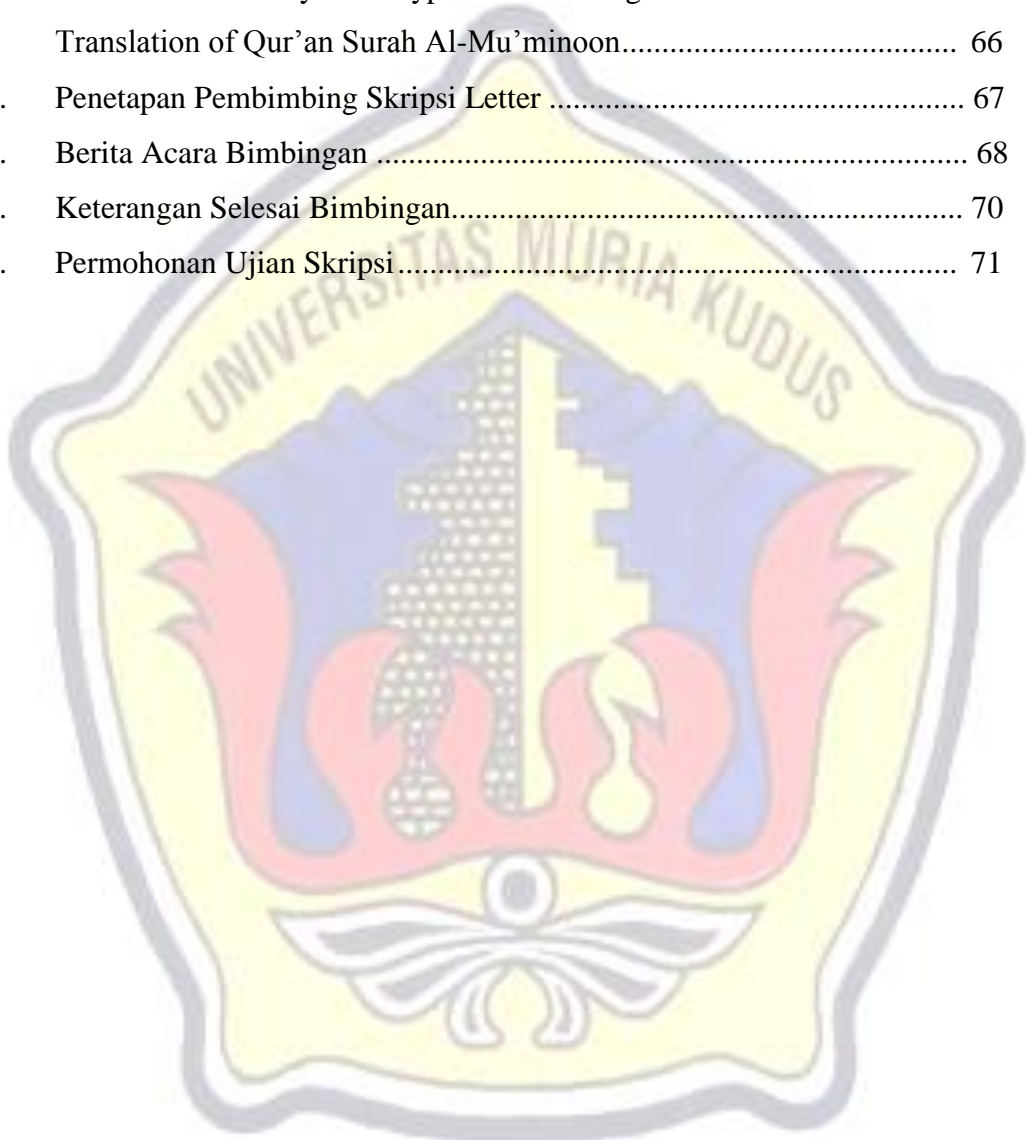 Translation of Qur’an Surah Al-Mu’minoon.................................................. 66
. Penetapan Pembimbing Skripsi Letter .............................................................. 67
. Berita Acara Bimbingan ........................................................................................ 68
. Keterangan Selesai Bimbingan............................................................................ 70
. Permohonan Ujian Skripsi.................................................................................... 71
UNIVERSITAS MURIA KUDUS